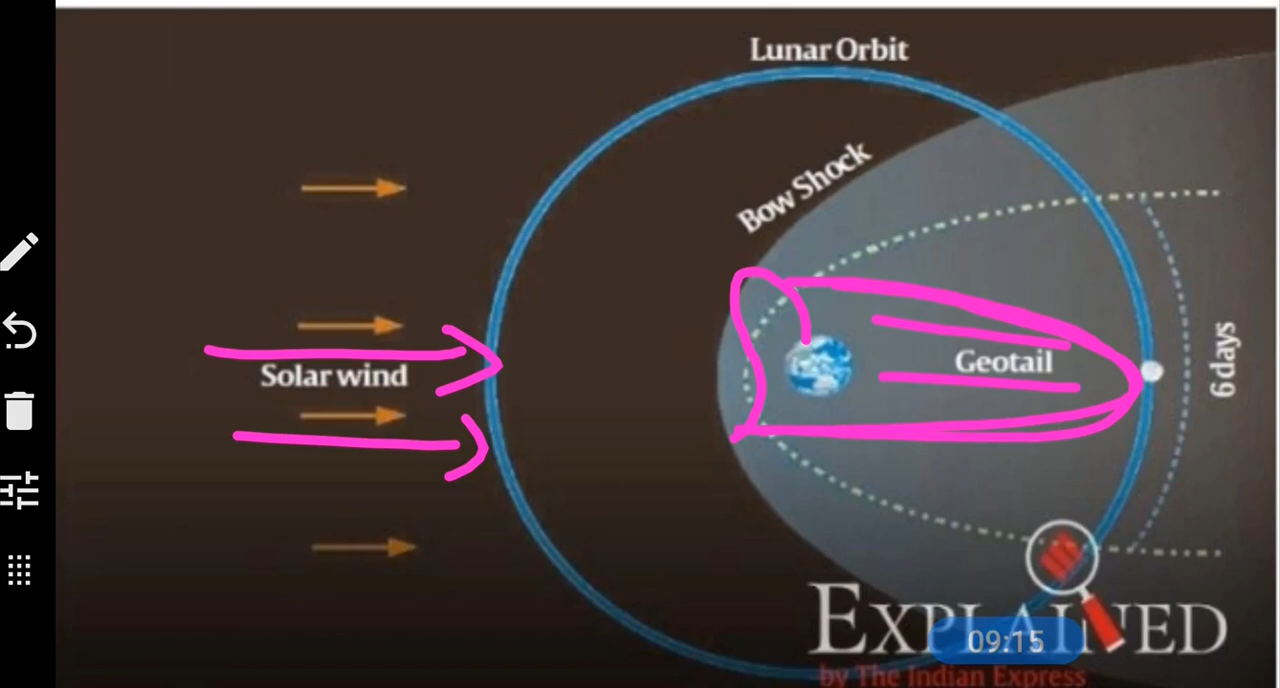 Lunar Orbit
Bow Shock
Solar wind
Geotail
6 days
EXPLAINED
09:15
by The Indian Express